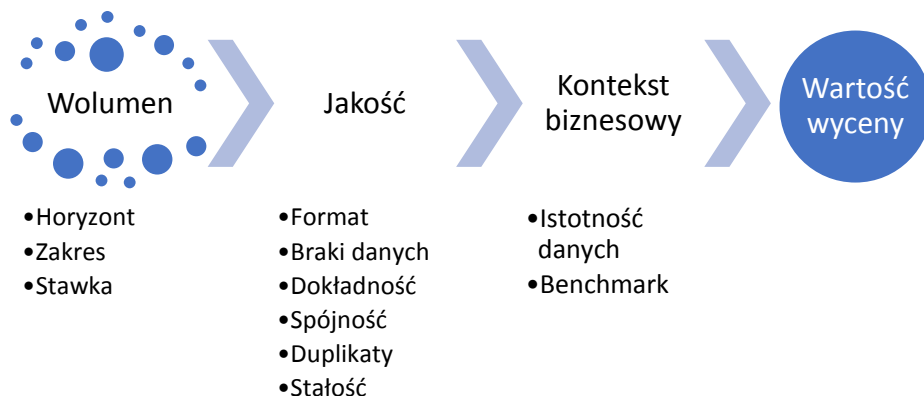 Wolumen
•Horyzont
•Zakres
•Stawka
Jakość
•Format
•Braki danych
•Dokładność
•Spójność
•Duplikaty
•Stałość
Kontekst
biznesowy
•Istotność
danych
•Benchmark
Wartość
wyceny